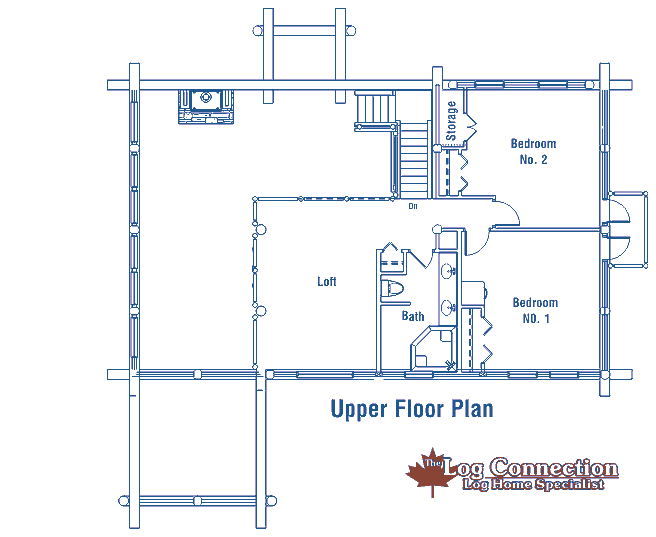 Storage
Bedroom
No. 2
Dn
Loft
Bedroom
NO. 1
Bath
Upper Floor Plan
The Log Connection
Log Home Specialist